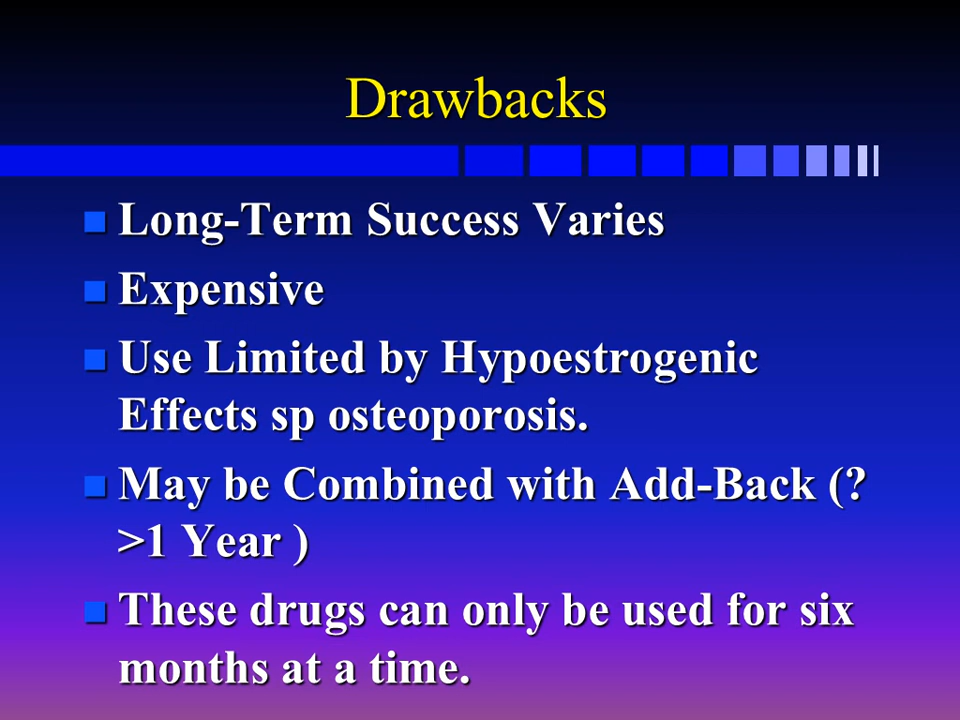 Drawbacks
Long-Term Success Varies
Expensive
Use Limited by Hypoestrogenic
Effects sp osteoporosis.
May be Combined with Add-Back (?
>1 Year )
These drugs can only be used for six
months at a time.